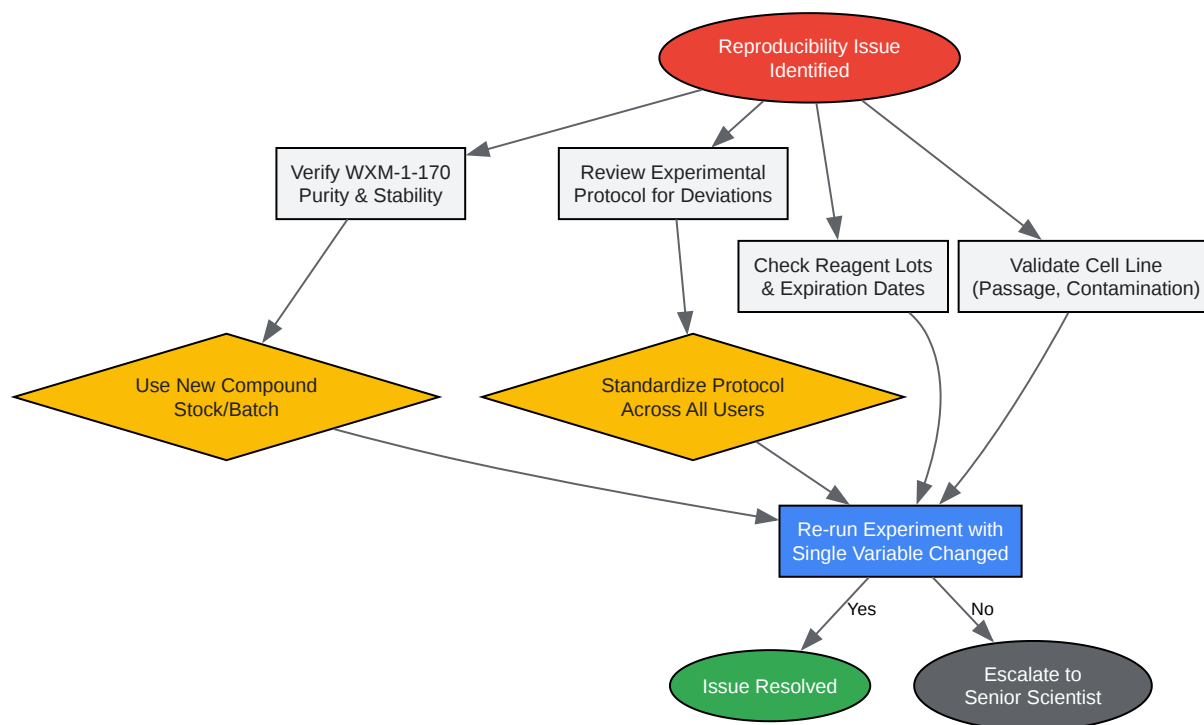 Reproducibility Issue
Identified
Verify WXM-1-170
Purity & Stability
Review Experimental
Protocol for Deviations
Check Reagent Lots
& Expiration Dates
Validate Cell Line
(Passage, Contamination)
Use New Compound
Stock/Batch
Standardize Protocol
Across All Users
Re-run Experiment with
Single Variable Changed
Yes
No
Issue Resolved
Escalate to
Senior Scientist